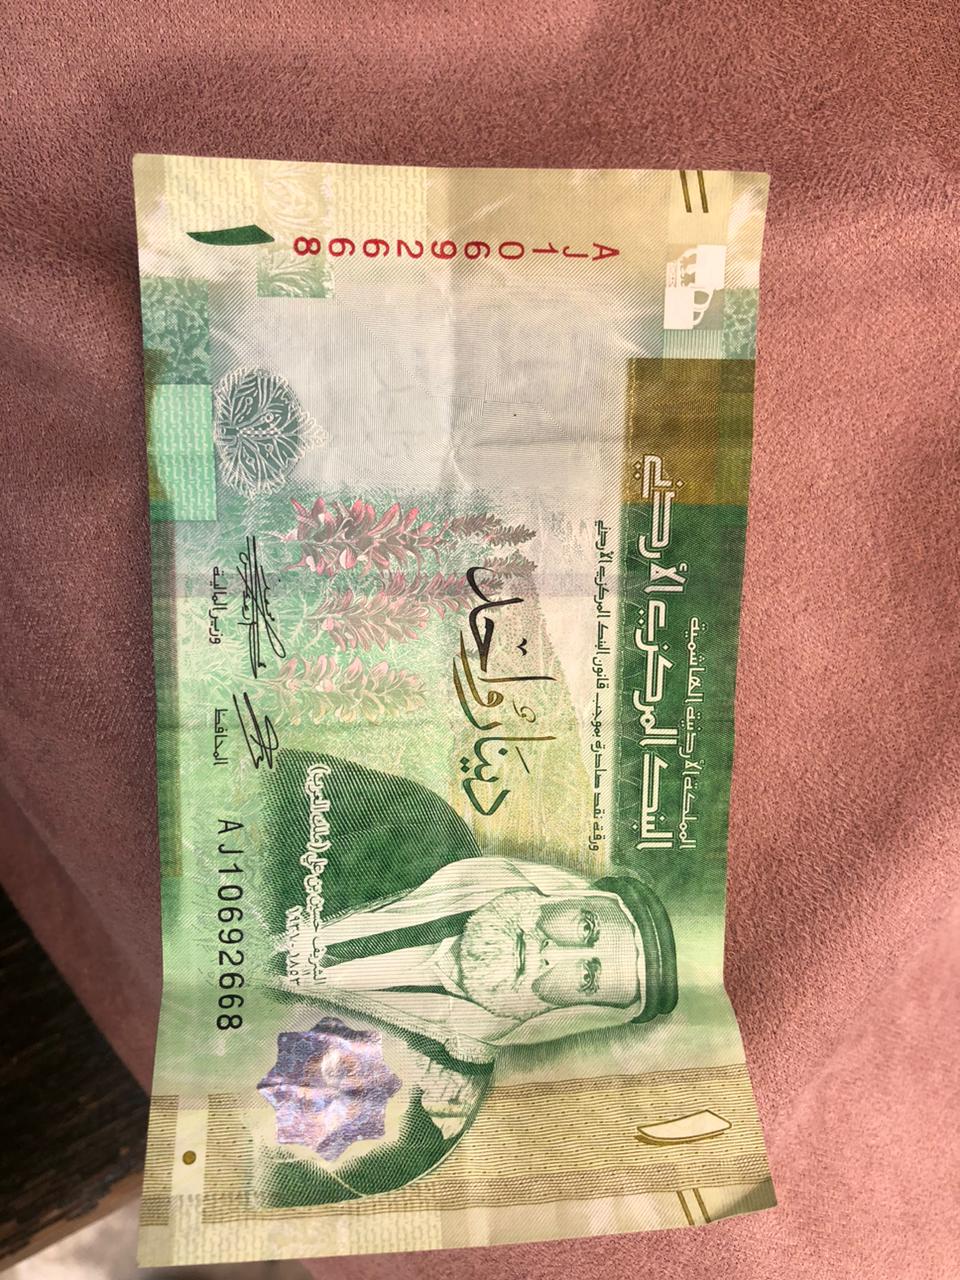 المملكة الأردنية الهاشمية
البنك المركزي الأردني
ورقة نقد صادرة بموجب قانون البنك المركزي الأردني
دينار واحد
AJ10692668
١
١
الشريف حسين بن علي (ملك العرب)
١٨٥٣-١٩٣١
المحافظ
وزير المالية
AJ10692668